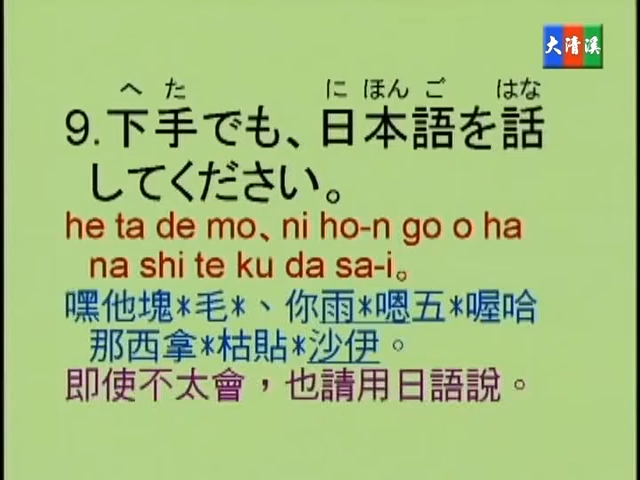 大清溪
へた にほんご はな
9.下手でも、日本語を話
してください。
he ta de mo、ni ho-n go o ha
na shi te ku da sa-i。
嘿他塊*毛*、你雨*嗯五*喔哈
那西拿*枯貼*沙伊。
即使不太會，也請用日語說。